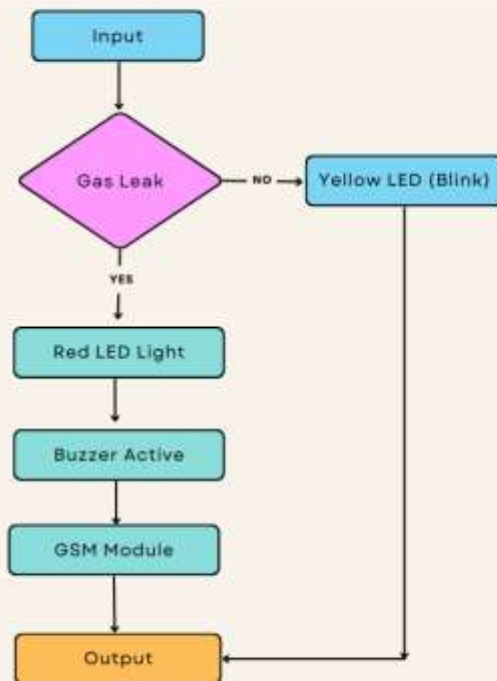 Input
Gas Leak
NO
Yellow LED (Blink)
YES
Red LED Light
Buzzer Active
GSM Module
Output